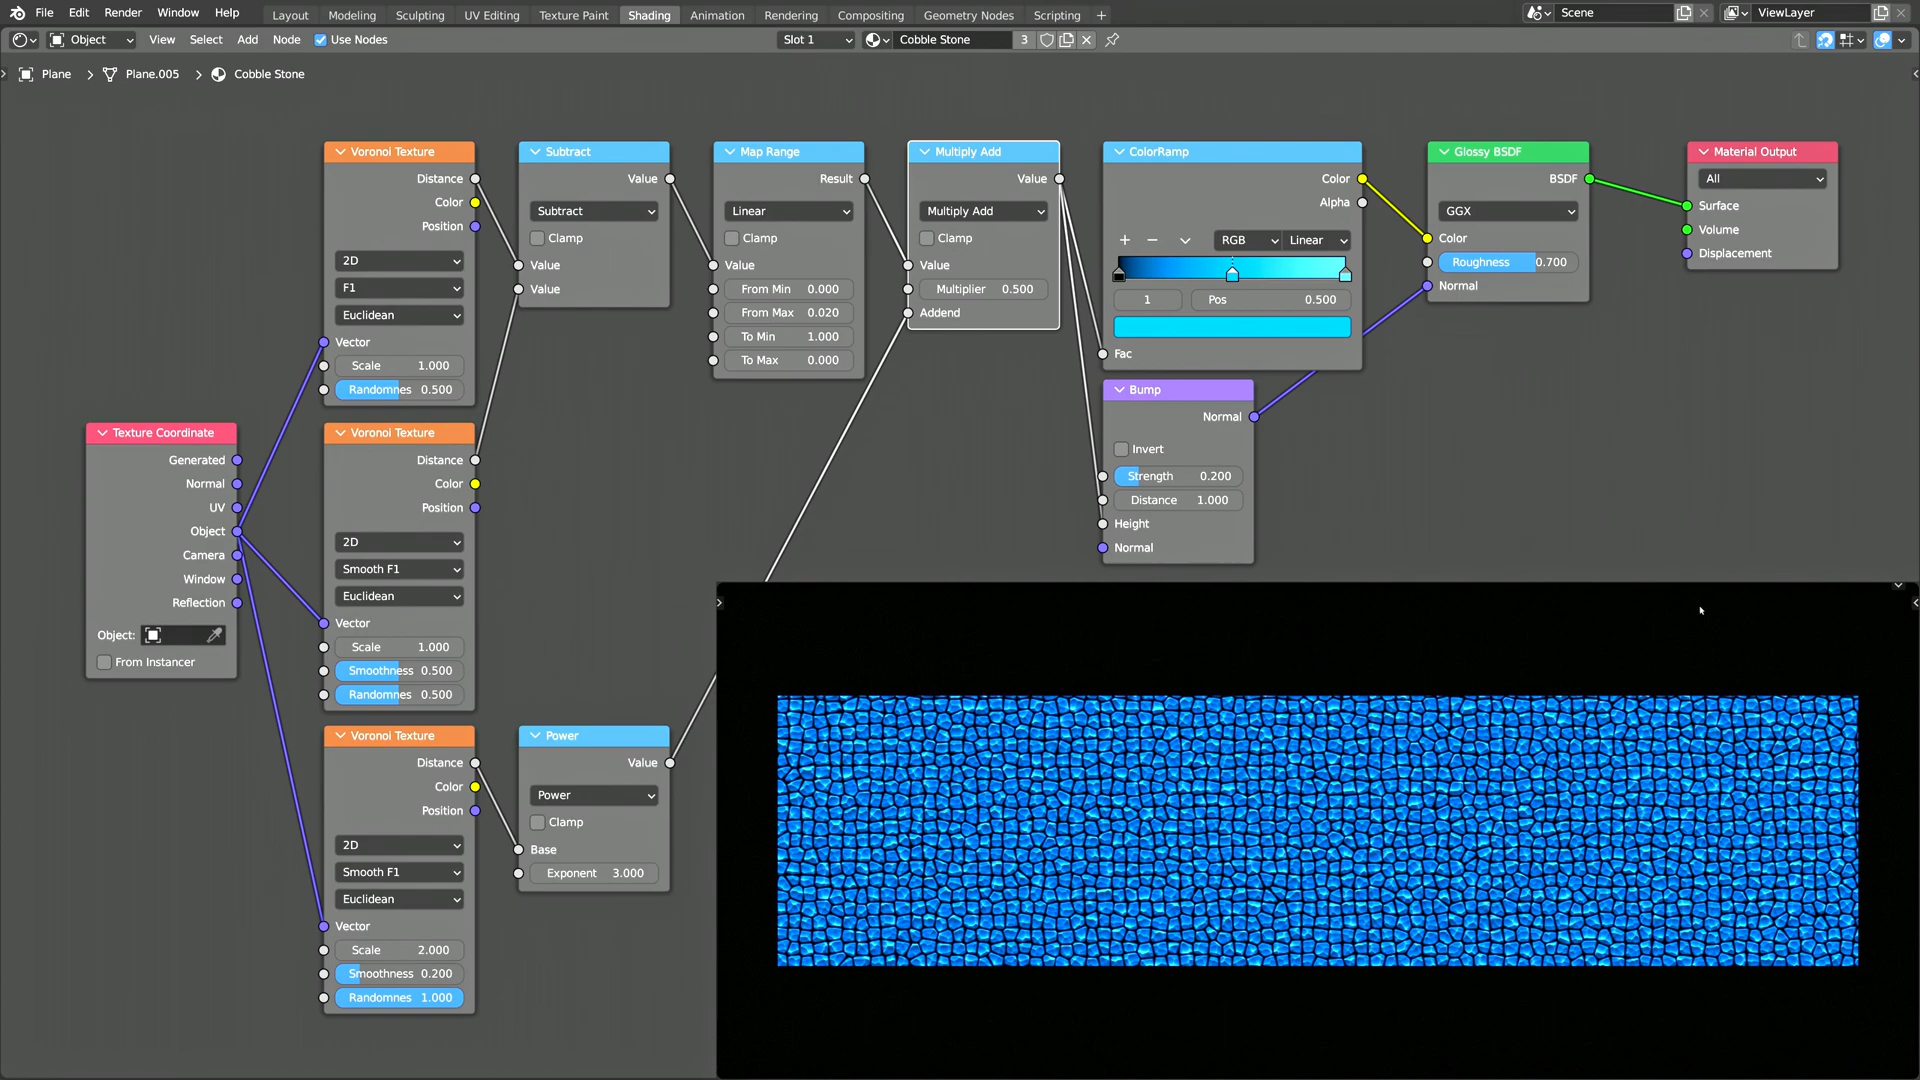 File Edit Render Window Help Layout Modeling Sculpting UV Editing Texture Paint Shading Animation Rendering Compositing Geometry Nodes Scripting + Scene ViewLayer
Object View Select Add Node Use Nodes Slot 1 Cobble Stone 3
Plane Plane.005 Cobble Stone
Voronoi Texture
Distance
Color
Position
2D
F1
Euclidean
Vector
Scale 1.000
Randomnes 0.500
Subtract
Value
Subtract
Clamp
Value
Value
Map Range
Result
Linear
Clamp
Value
From Min 0.000
From Max 0.020
To Min 1.000
To Max 0.000
Multiply Add
Value
Multiply Add
Clamp
Value
Multiplier 0.500
Addend
ColorRamp
Color
Alpha
RGB Linear
1 Pos 0.500
Fac
Glossy BSDF
BSDF
GGX
Color
Roughness 0.700
Normal
Material Output
All
Surface
Volume
Displacement
Bump
Normal
Invert
Strength 0.200
Distance 1.000
Height
Normal
Texture Coordinate
Generated
Normal
UV
Object
Camera
Window
Reflection
Object:
From Instancer
Voronoi Texture
Distance
Color
Position
2D
Smooth F1
Euclidean
Vector
Scale 1.000
Smoothness 0.500
Randomnes 0.500
Voronoi Texture
Distance
Color
Position
2D
Smooth F1
Euclidean
Vector
Scale 2.000
Smoothness 0.200
Randomnes 1.000
Power
Value
Power
Clamp
Base
Exponent 3.000